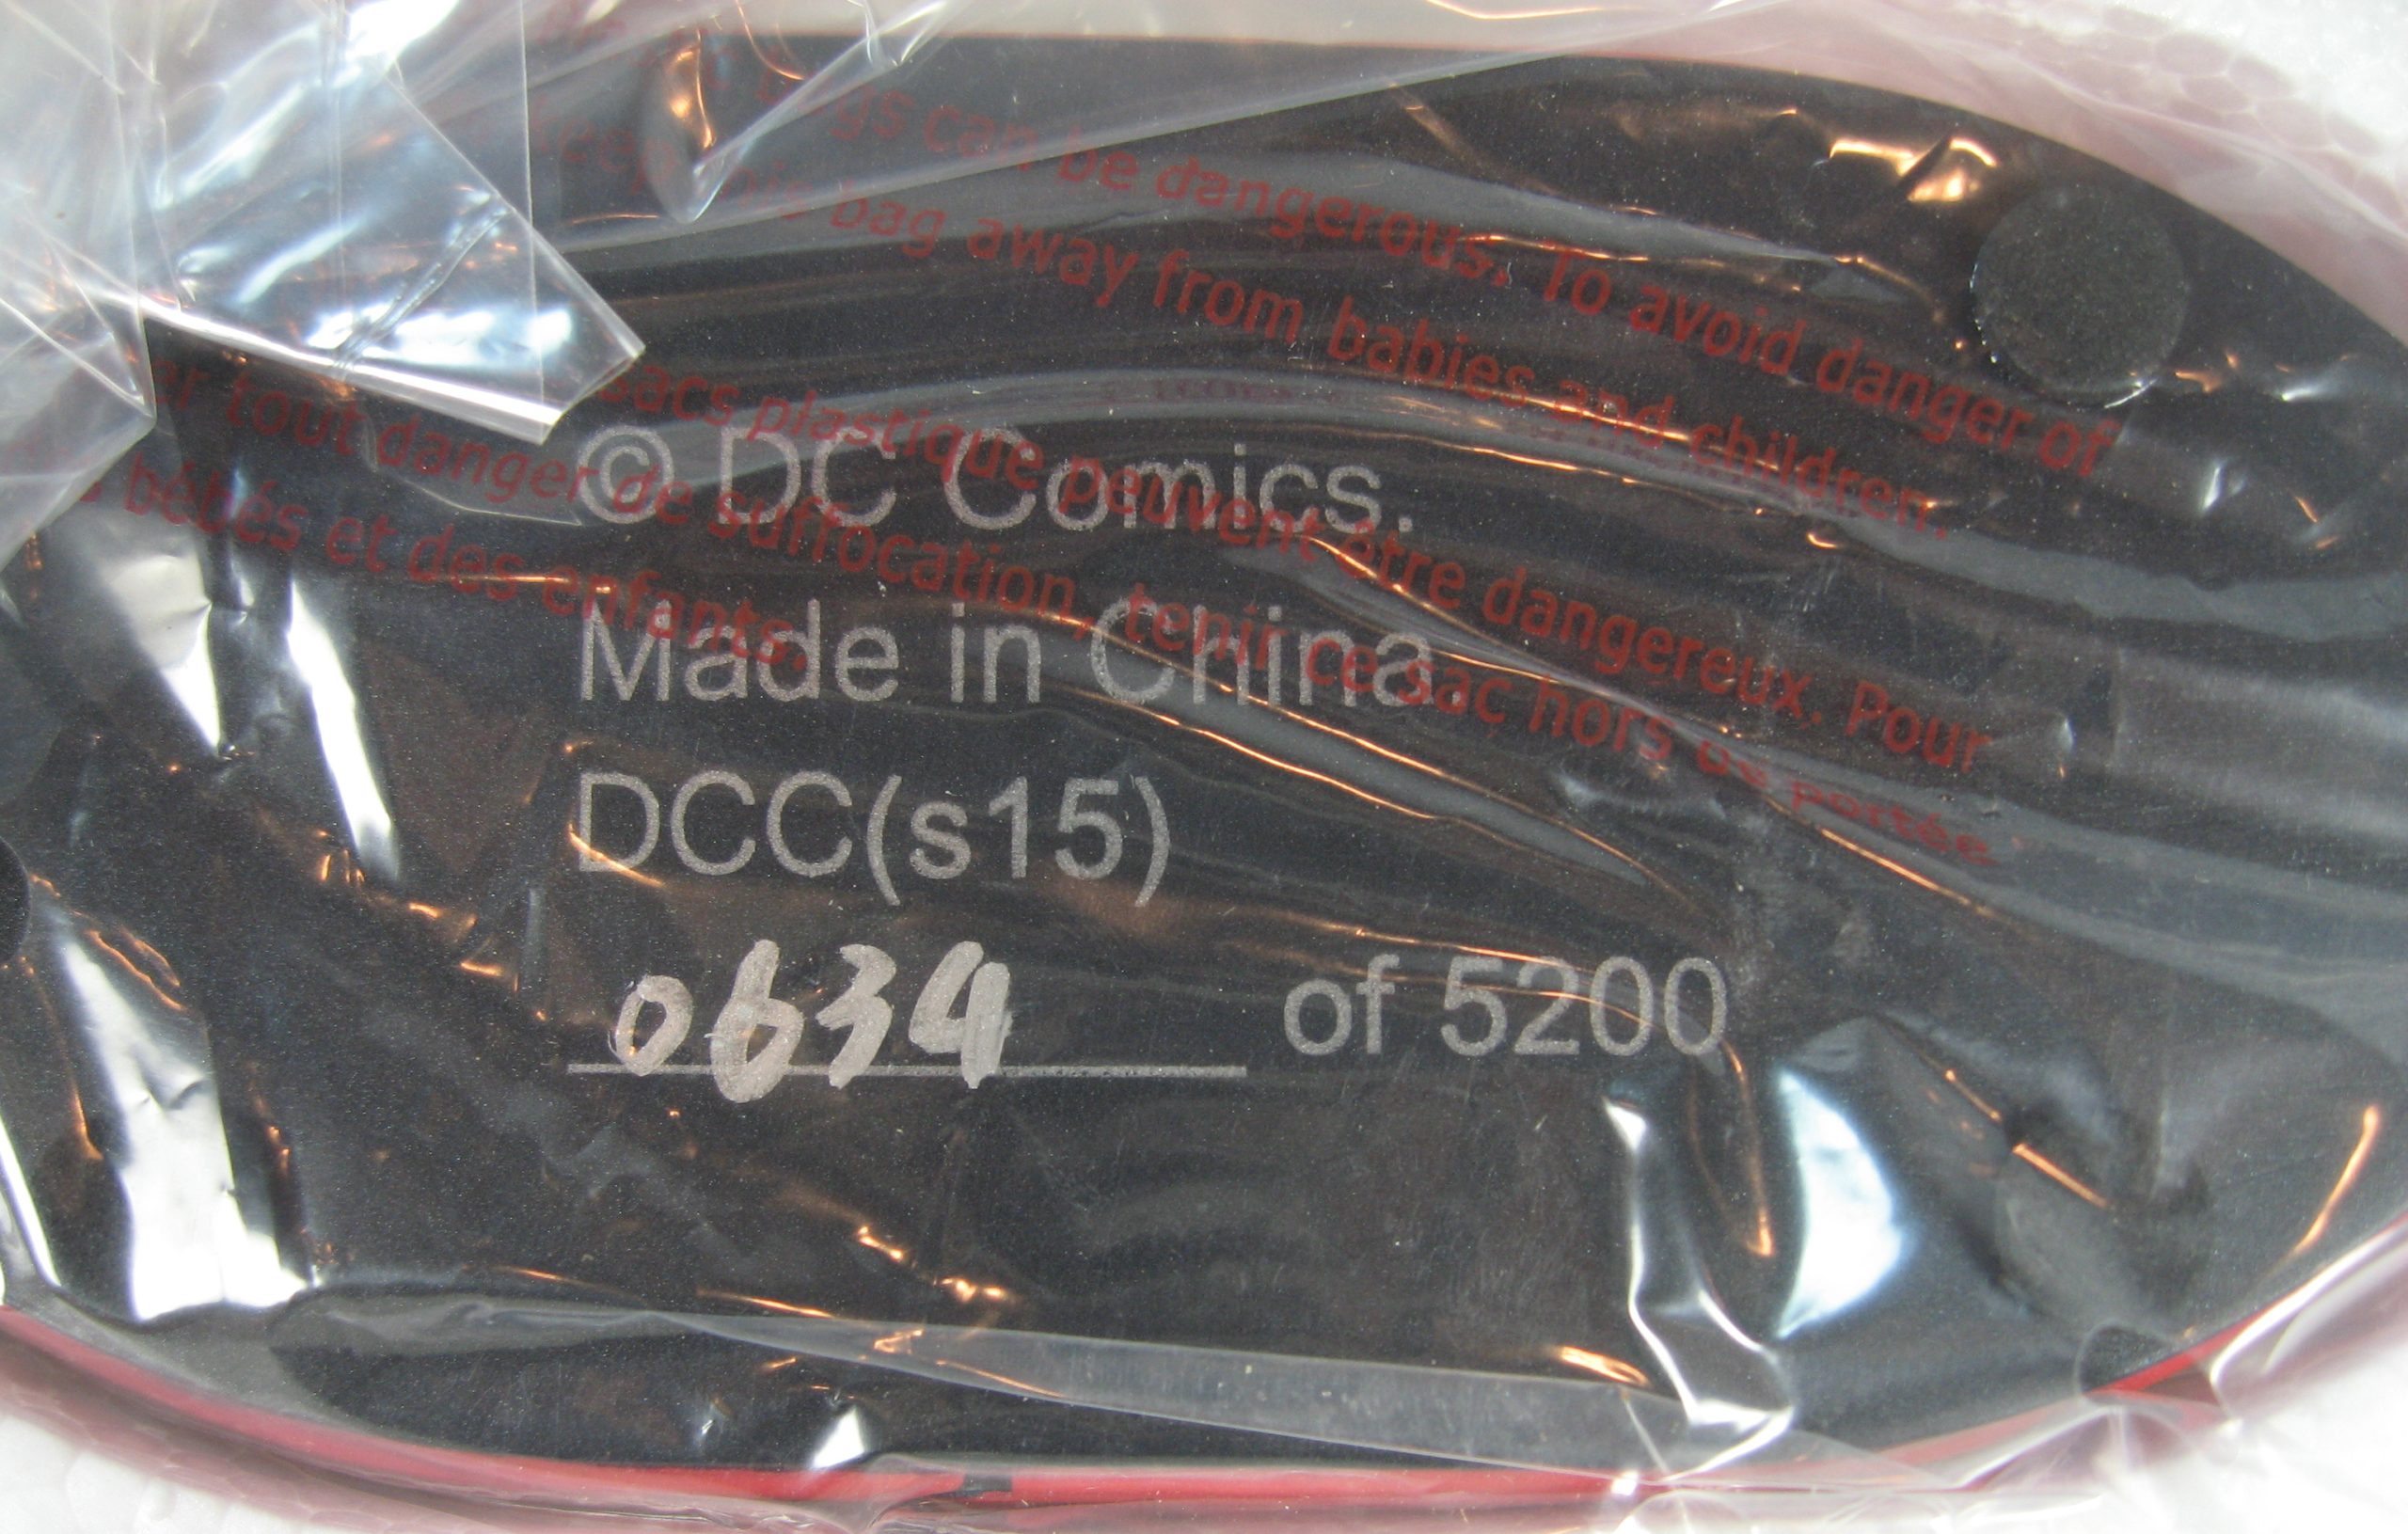 bags can be dangerous. To avoid danger of
keep this bag away from babies and children.
sacs plastique peuvent être dangereux. Pour
er tout danger de suffocation, tenir ce sac hors de portée
bébés et des enfants.
© DC Comics.
Made in China
DCC(s15)
0634 of 5200